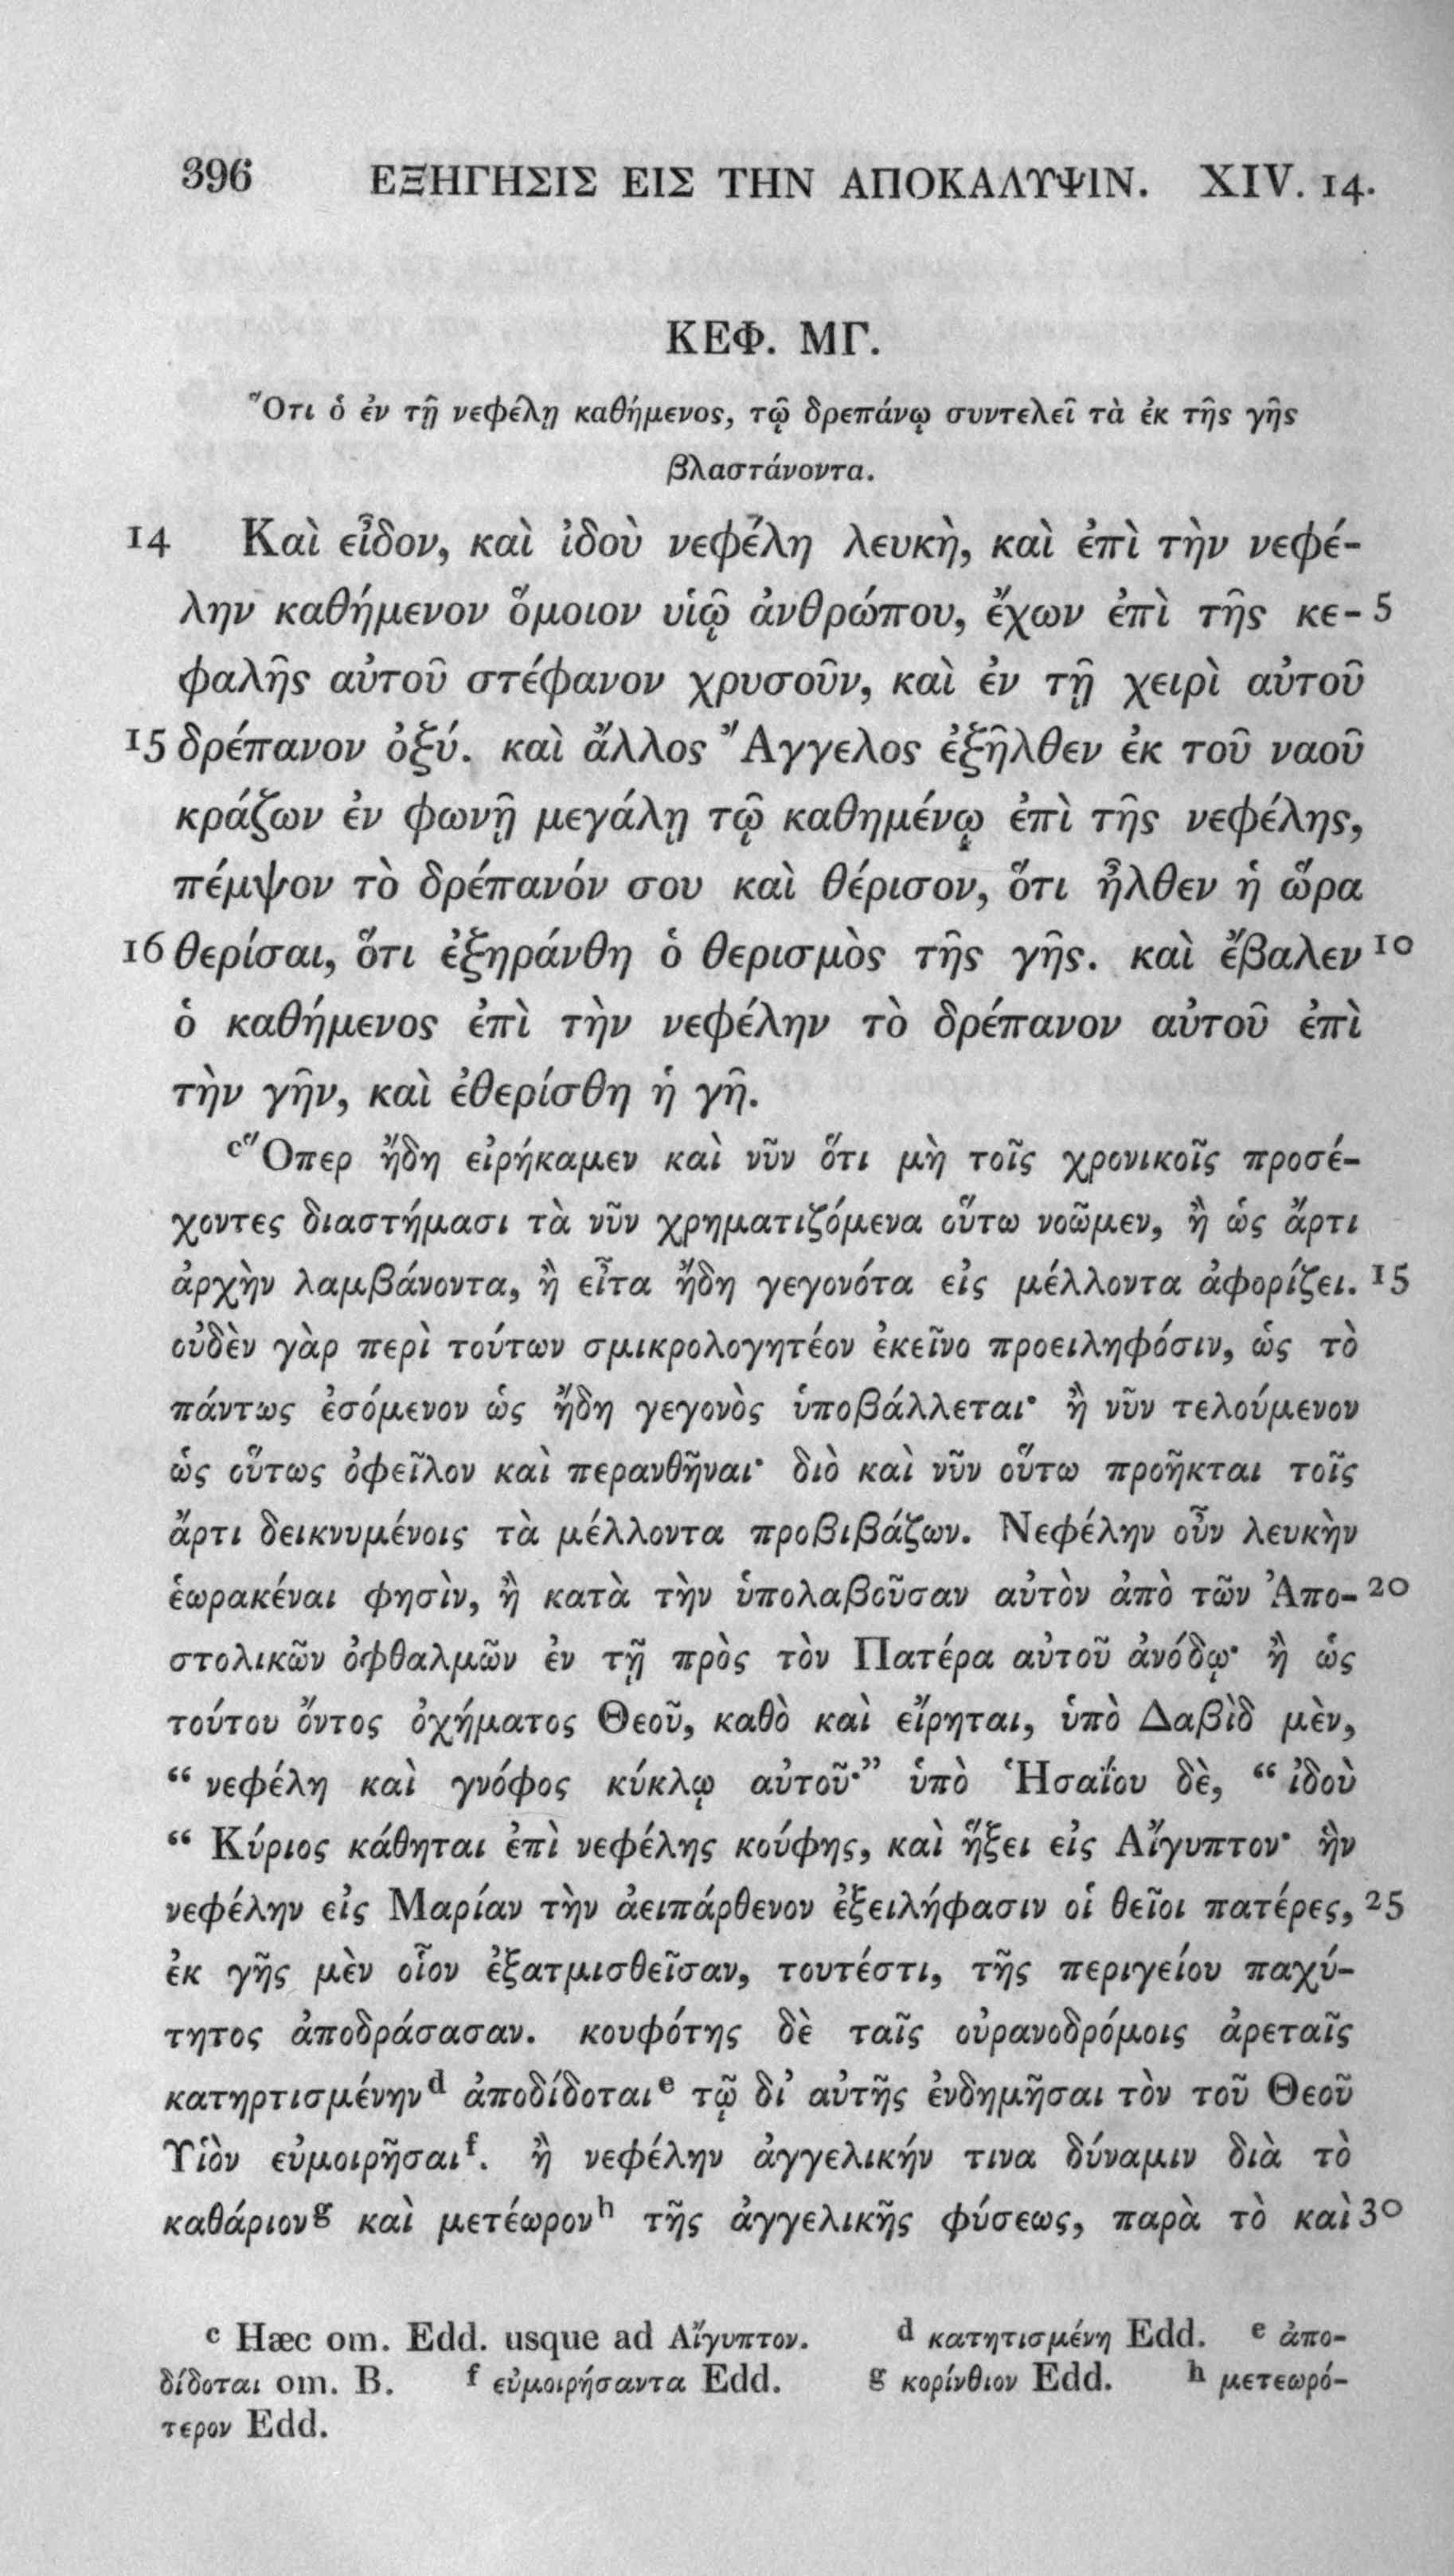 396 ΕΞΗΓΗΣΙΣ ΕΙΣ ΤΗΝ ΑΠΟΚΑΛΥΨΙΝ. XIV. 14.
ΚΕΦ. ΜΓ.
Ὅτι ὁ ἐν τῇ νεφέλῃ καθήμενος, τῷ δρεπάνῳ συντελεῖ τὰ ἐκ τῆς γῆς
βλαστάνοντα.
14 Καὶ εἶδον, καὶ ἰδοὺ νεφέλη λευκὴ, καὶ ἐπὶ τὴν νεφέ-
λην καθήμενον ὅμοιον υἱῷ ἀνθρώπου, ἔχων ἐπὶ τῆς κε- 5
φαλῆς αὐτοῦ στέφανον χρυσοῦν, καὶ ἐν τῇ χειρὶ αὐτοῦ
15 δρέπανον ὀξύ. καὶ ἄλλος Ἄγγελος ἐξῆλθεν ἐκ τοῦ ναοῦ
κράζων ἐν φωνῇ μεγάλῃ τῷ καθημένῳ ἐπὶ τῆς νεφέλης,
πέμψον τὸ δρέπανόν σου καὶ θέρισον, ὅτι ἦλθεν ἡ ὥρα
16 θερίσαι, ὅτι ἐξηράνθη ὁ θερισμὸς τῆς γῆς. καὶ ἔβαλεν 10
ὁ καθήμενος ἐπὶ τὴν νεφέλην τὸ δρέπανον αὐτοῦ ἐπὶ
τὴν γῆν, καὶ ἐθερίσθη ἡ γῆ.
c Ὅπερ ἤδη εἰρήκαμεν καὶ νῦν ὅτι μὴ τοῖς χρονικοῖς προσέ-
χοντες διαστήμασι τὰ νῦν χρηματιζόμενα οὕτω νοῶμεν, ἢ ὡς ἄρτι
ἀρχὴν λαμβάνοντα, ἢ εἶτα ἤδη γεγονότα εἰς μέλλοντα ἀφορίζει. 15
οὐδὲν γὰρ περὶ τούτων σμικρολογητέον ἐκεῖνο προειληφόσιν, ὡς τὸ
πάντως ἐσόμενον ὡς ἤδη γεγονὸς ὑποβάλλεται· ἢ νῦν τελούμενον
ὡς οὕτως ὀφεῖλον καὶ περανθῆναι· διὸ καὶ νῦν οὕτω προῆκται τοῖς
ἄρτι δεικνυμένοις τὰ μέλλοντα προβιβάζων. Νεφέλην οὖν λευκὴν
ἑωρακέναι φησὶν, ἢ κατὰ τὴν ὑπολαβοῦσαν αὐτὸν ἀπὸ τῶν Ἀπο- 20
στολικῶν ὀφθαλμῶν ἐν τῇ πρὸς τὸν Πατέρα αὐτοῦ ἀνόδῳ· ἢ ὡς
τούτου ὄντος ὀχήματος Θεοῦ, καθὸ καὶ εἴρηται, ὑπὸ Δαβὶδ μὲν,
“ νεφέλη καὶ γνόφος κύκλῳ αὐτοῦ·” ὑπὸ Ἡσαΐου δὲ, “ ἰδοὺ
“ Κύριος κάθηται ἐπὶ νεφέλης κούφης, καὶ ἥξει εἰς Αἴγυπτον· ἣν
νεφέλην εἰς Μαρίαν τὴν ἀειπάρθενον ἐξειλήφασιν οἱ θεῖοι πατέρες, 25
ἐκ γῆς μὲν οἷον ἐξατμισθεῖσαν, τουτέστι, τῆς περιγείου παχύ-
τητος ἀποδράσασαν. κουφότης δὲ ταῖς οὐρανοδρόμοις ἀρεταῖς
κατηρτισμένην d ἀποδίδοται e τῷ δι’ αὐτῆς ἐνδημῆσαι τὸν τοῦ Θεοῦ
Υἱὸν εὐμοιρῆσαι f. ἢ νεφέλην ἀγγελικήν τινα δύναμιν διὰ τὸ
καθάριον g καὶ μετέωρον h τῆς ἀγγελικῆς φύσεως, παρὰ τὸ καὶ 30
c Hæc om. Edd. usque ad Αἴγυπτον. d κατητισμένη Edd. e ἀπο-
δίδοται om. B. f εὐμοιρήσαντα Edd. g κορίνθιον Edd. h μετεωρό-
τερον Edd.